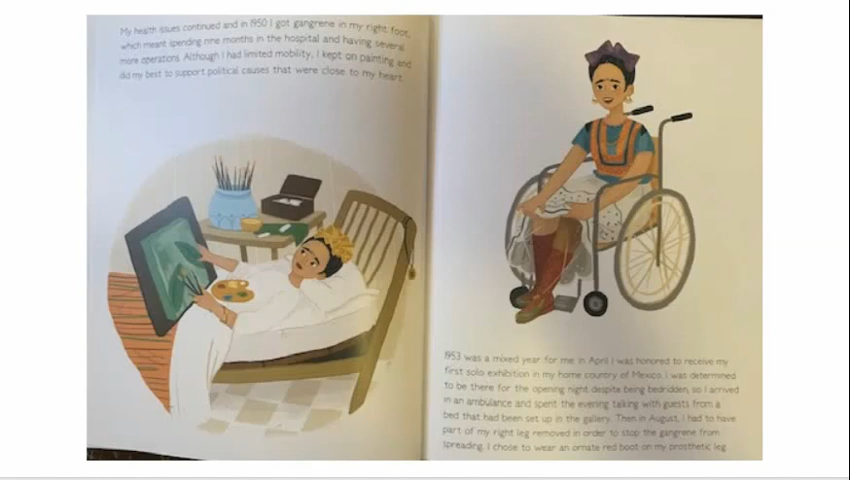 My health issues continued and in 1950 I got gangrene in my right foot,
which meant spending nine months in the hospital and having several
more operations. Although I had limited mobility, I kept on painting and
did my best to support political causes that were close to my heart.
1953 was a mixed year for me. In April I was honored to receive my
first solo exhibition in my home country of Mexico. I was determined
to be there for the opening night despite being bedridden, so I arrived
in an ambulance and spent the evening talking with guests from a
bed that had been set up in the gallery. Then in August, I had to have
part of my right leg removed in order to stop the gangrene from
spreading. I chose to wear an ornate red boot on my prosthetic leg